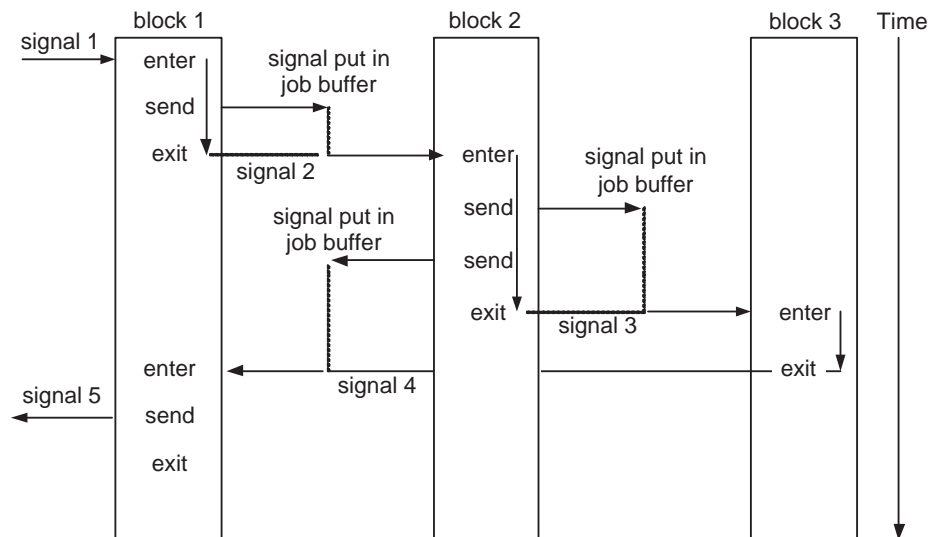 block 1
block 2
block 3
Time
signal 1
enter
send
exit
signal put in
job buffer
signal 2
enter
send
send
exit
signal put in
job buffer
signal put in
job buffer
signal 3
enter
exit
signal 4
enter
send
exit
signal 5